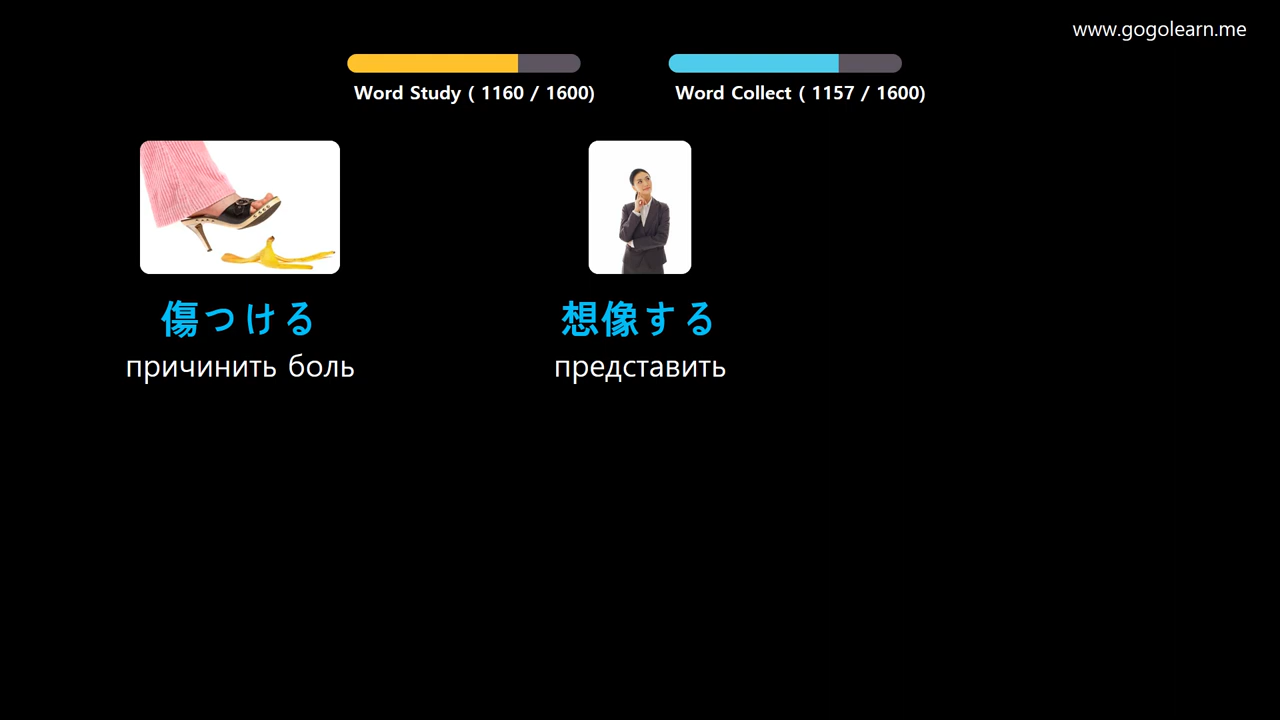 www.gogolearn.me
Word Study ( 1160 / 1600)
Word Collect ( 1157 / 1600)
傷つける
причинить боль
想像する
представить